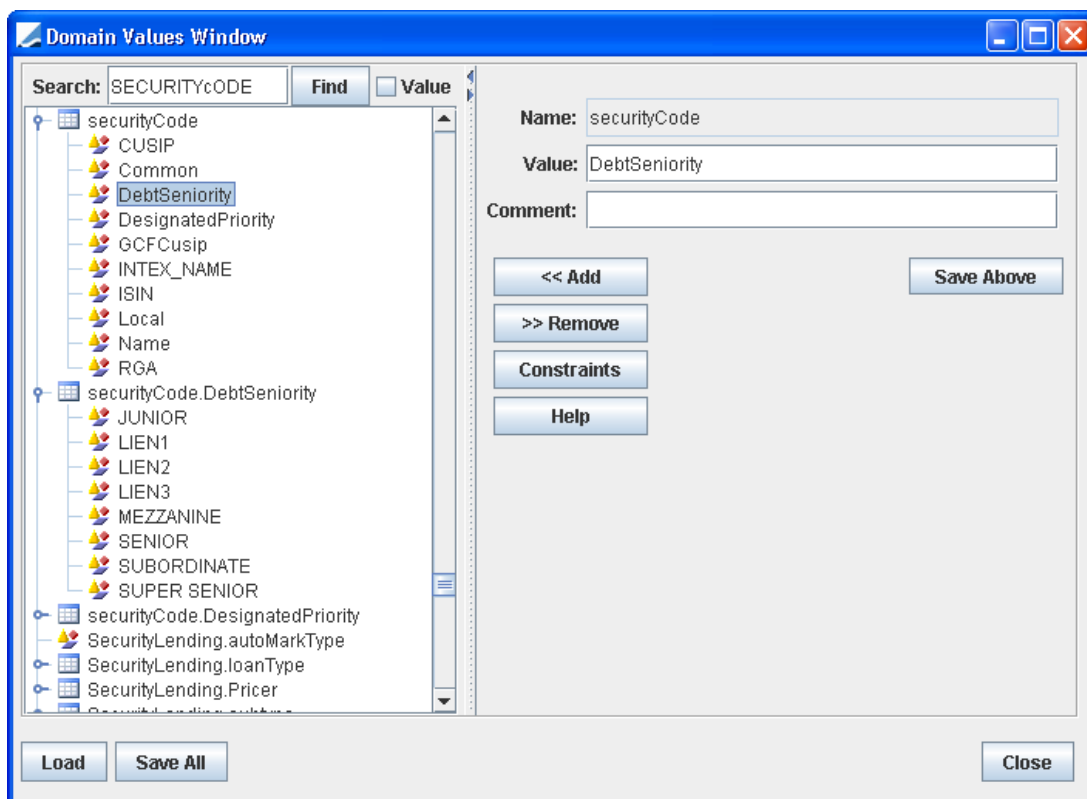 Domain Values Window
Search: SECURITYcODE Find Value
securityCode
CUSIP
Common
DebtSeniority
DesignatedPriority
GCFCusip
INTEX_NAME
ISIN
Local
Name
RGA
securityCode.DebtSeniority
JUNIOR
LIEN1
LIEN2
LIEN3
MEZZANINE
SENIOR
SUBORDINATE
SUPER SENIOR
securityCode.DesignatedPriority
SecurityLending.autoMarkType
SecurityLending.loanType
SecurityLending.Pricer
Name: securityCode
Value: DebtSeniority
Comment:
<< Add Save Above
>> Remove
Constraints
Help
Load Save All Close